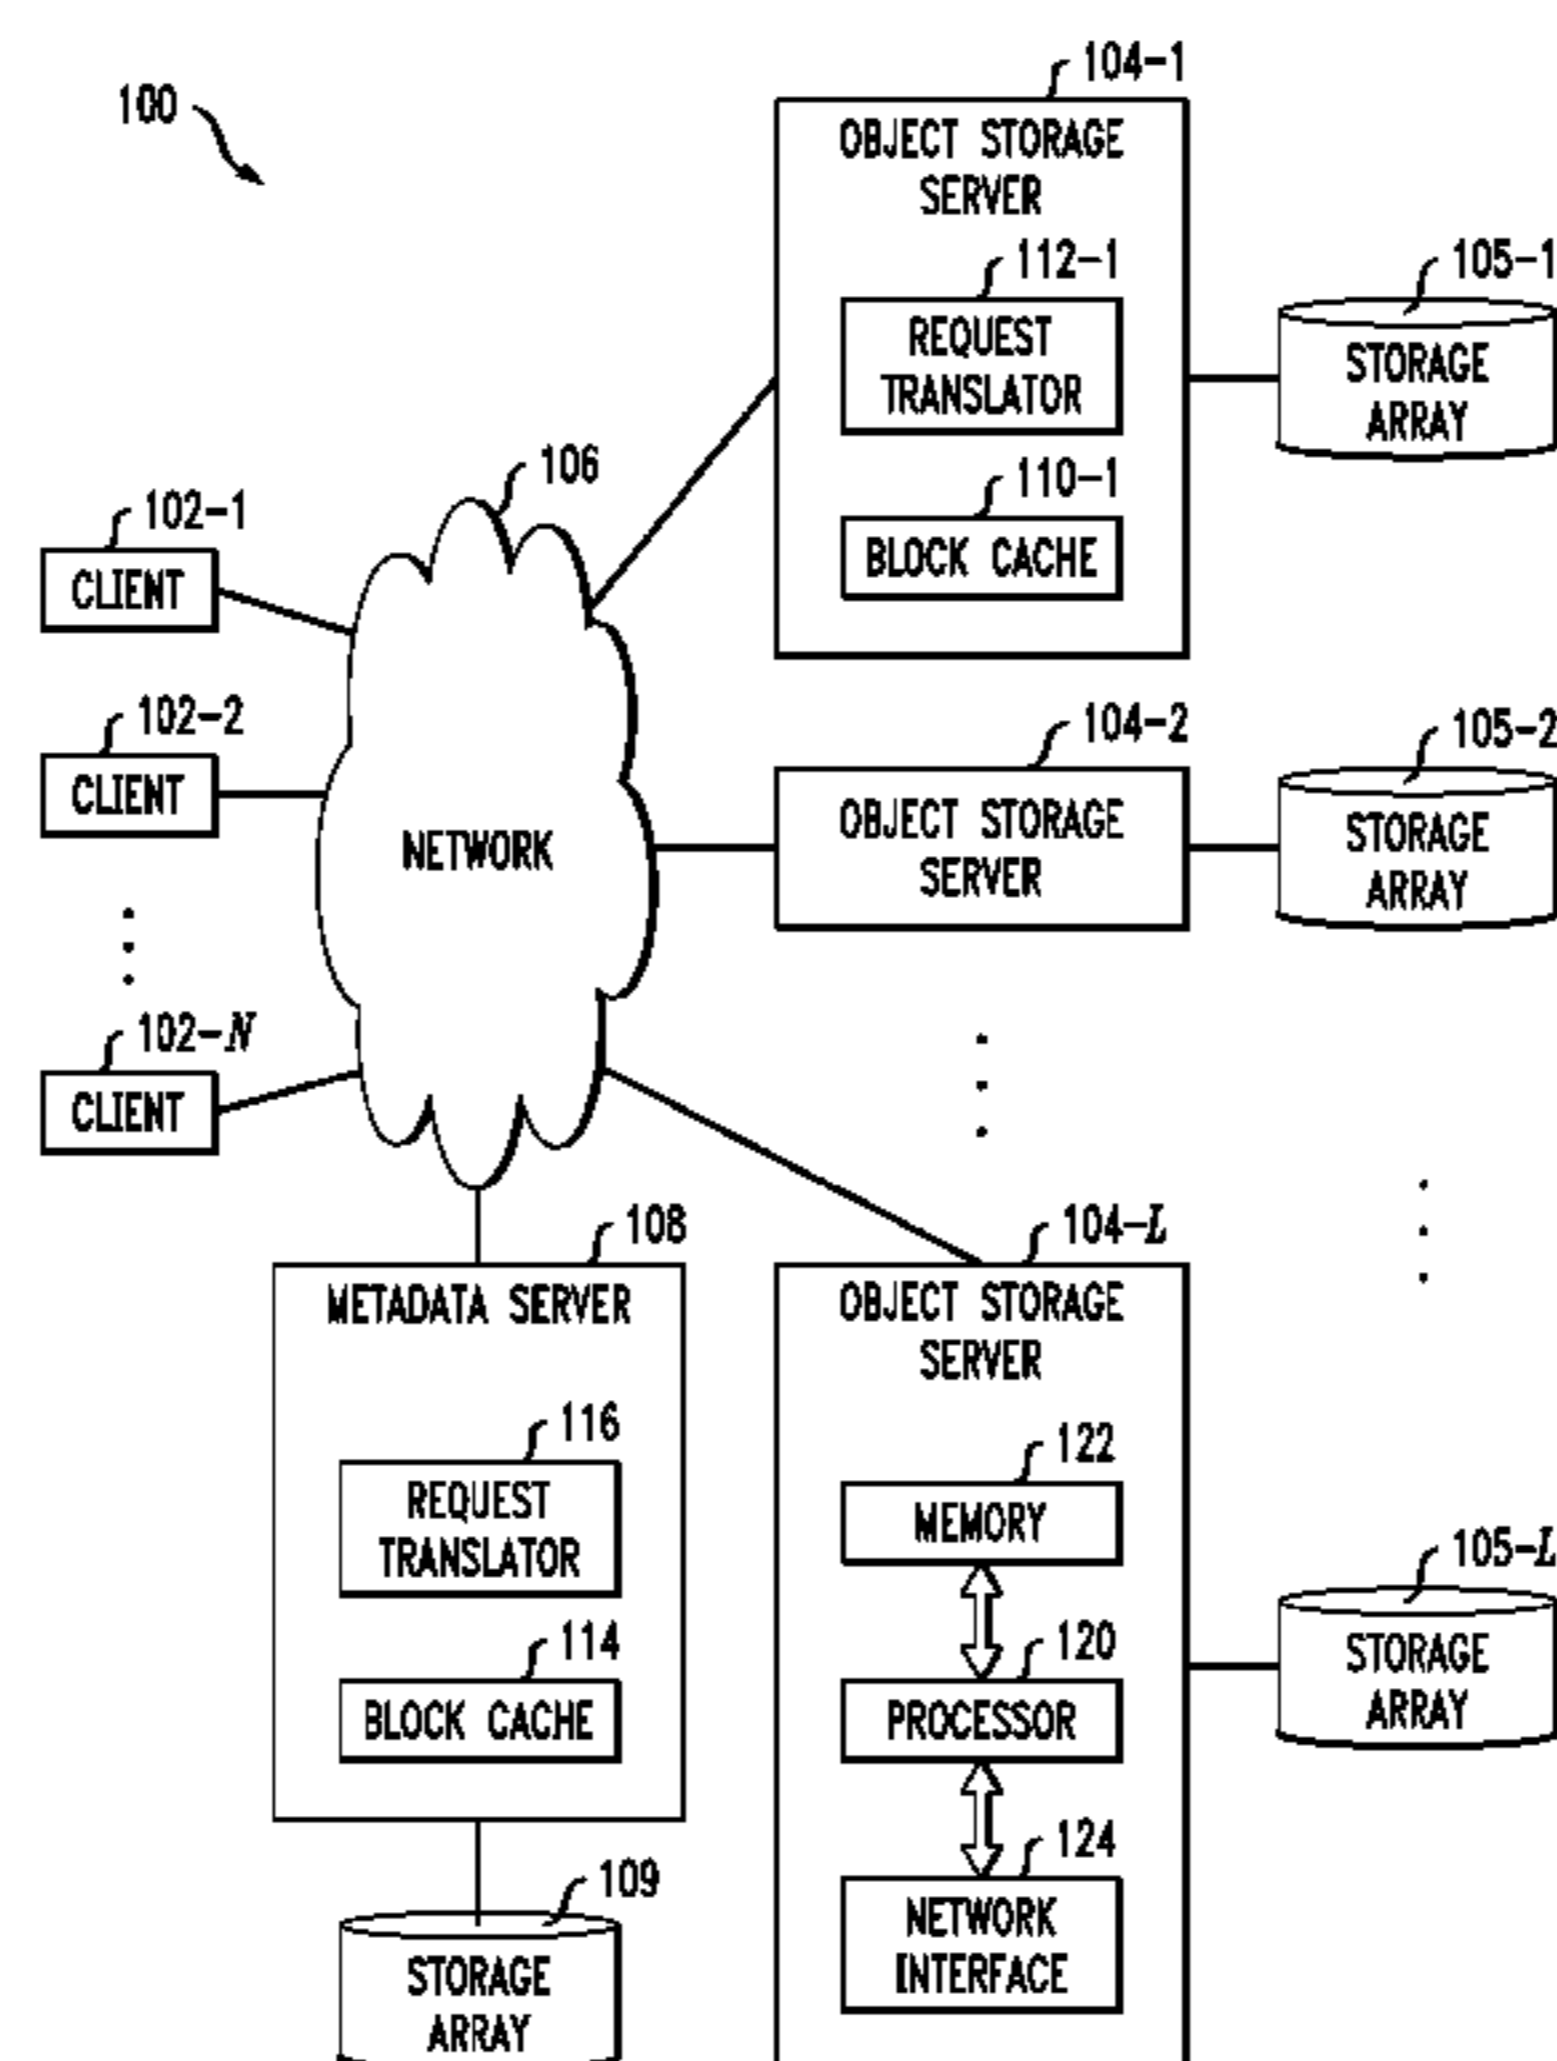 100
104-1
OBJECT STORAGE
SERVER
112-1
REQUEST
TRANSLATOR
110-1
BLOCK CACHE
105-1
STORAGE
ARRAY
106
NETWORK
102-1
CLIENT
102-2
CLIENT
102-N
CLIENT
104-2
OBJECT STORAGE
SERVER
105-2
STORAGE
ARRAY
108
METADATA SERVER
116
REQUEST
TRANSLATOR
114
BLOCK CACHE
109
STORAGE
ARRAY
104-L
OBJECT STORAGE
SERVER
122
MEMORY
120
PROCESSOR
124
NETWORK
INTERFACE
105-L
STORAGE
ARRAY